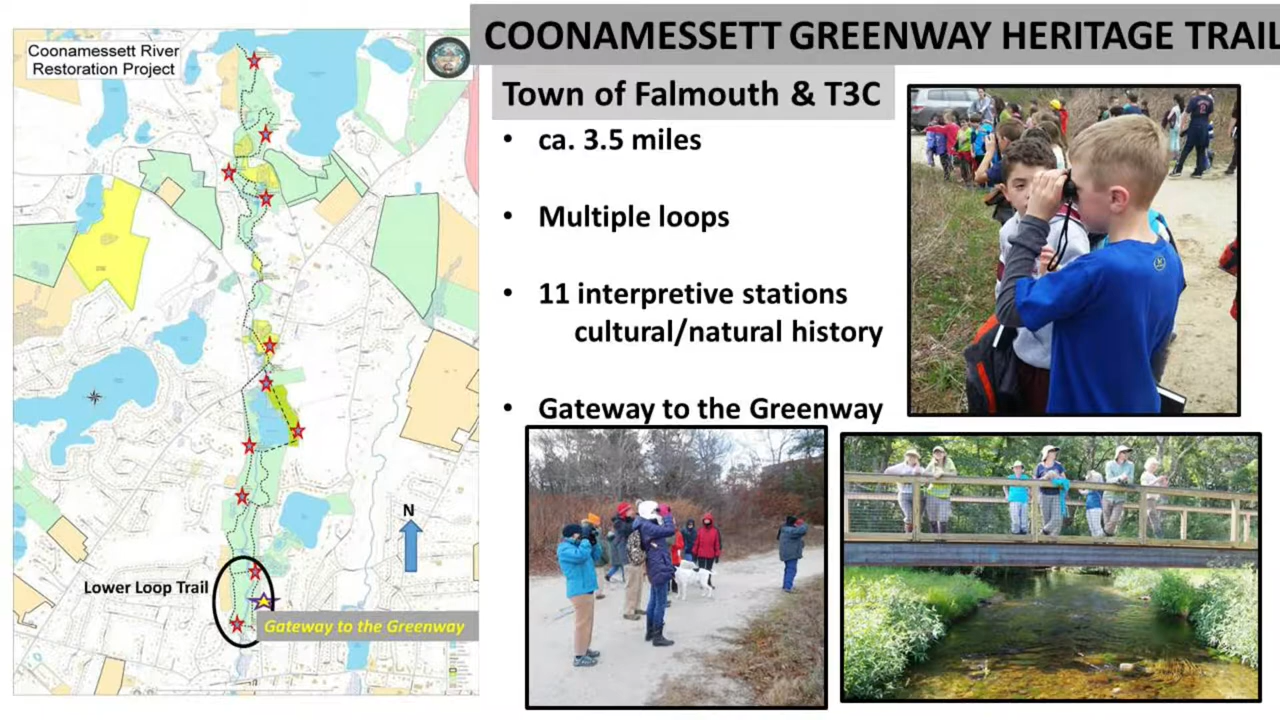 COONAMESSETT GREENWAY HERITAGE TRAIL
Coonamessett River
Restoration Project
Town of Falmouth & T3C
• ca. 3.5 miles
• Multiple loops
• 11 interpretive stations
cultural/natural history
• Gateway to the Greenway
N
Lower Loop Trail
Gateway to the Greenway